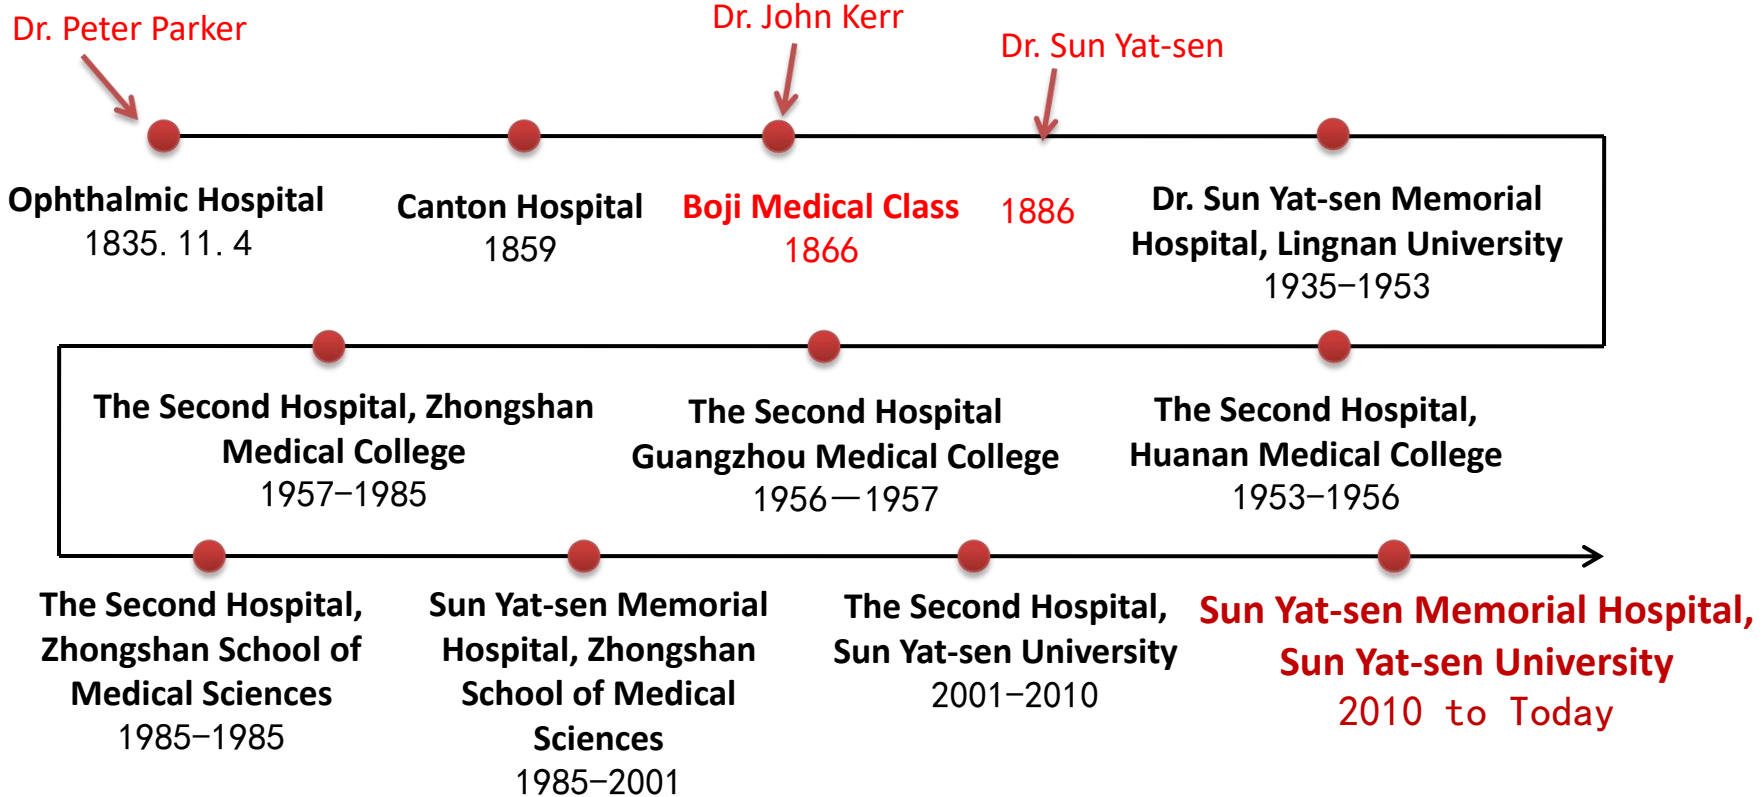 Dr. Peter Parker
Dr. John Kerr
Dr. Sun Yat-sen
Ophthalmic Hospital
1835. 11. 4
Canton Hospital
1859
Boji Medical Class
1866
1886
Dr. Sun Yat-sen Memorial
Hospital, Lingnan University
1935-1953
The Second Hospital, Zhongshan
Medical College
1957-1985
The Second Hospital
Guangzhou Medical College
1956—1957
The Second Hospital,
Huanan Medical College
1953-1956
The Second Hospital,
Zhongshan School of
Medical Sciences
1985-1985
Sun Yat-sen Memorial
Hospital, Zhongshan
School of Medical
Sciences
1985-2001
The Second Hospital,
Sun Yat-sen University
2001-2010
Sun Yat-sen Memorial Hospital,
Sun Yat-sen University
2010 to Today